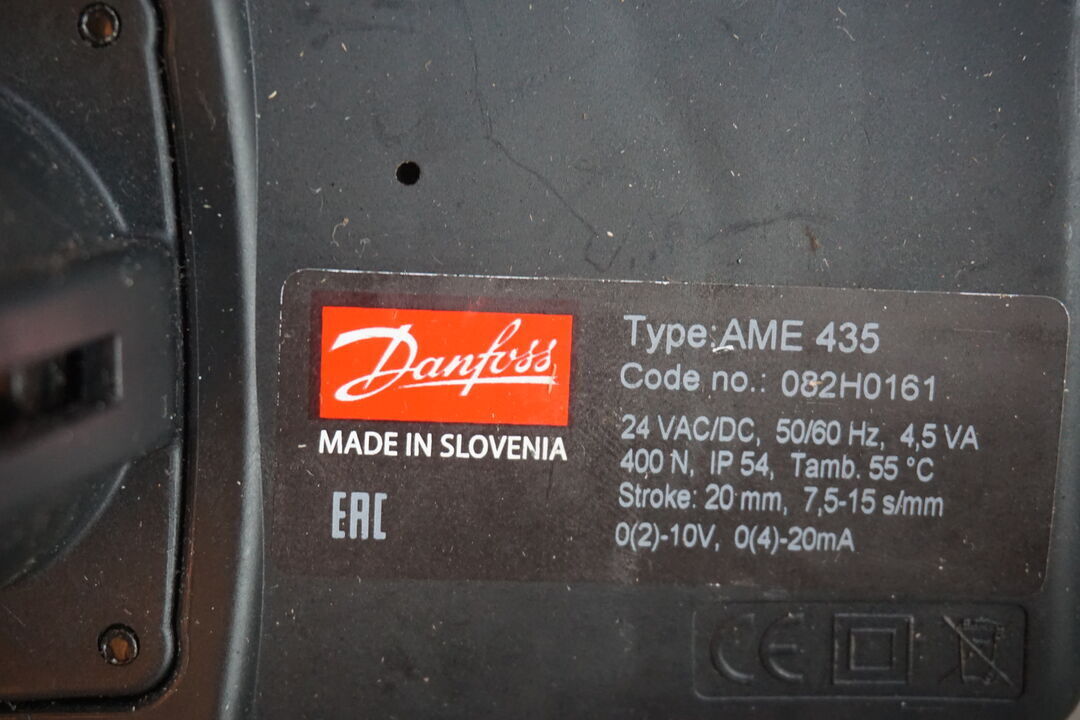 Danfoss
MADE IN SLOVENIA
EAC
Type: AME 435
Code no.: 082H0161
24 VAC/DC, 50/60 Hz, 4,5 VA
400 N, IP 54, Tamb. 55 °C
Stroke: 20 mm, 7,5-15 s/mm
0(2)-10V, 0(4)-20mA
CE